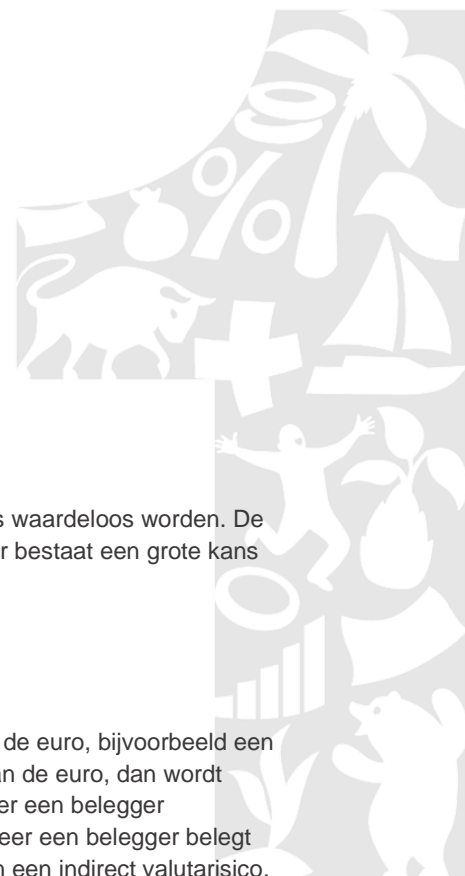 s waardeloos worden. De
r bestaat een grote kans
de euro, bijvoorbeeld een
an de euro, dan wordt
er een belegger
eer een belegger belegt
n een indirect valutarisico.